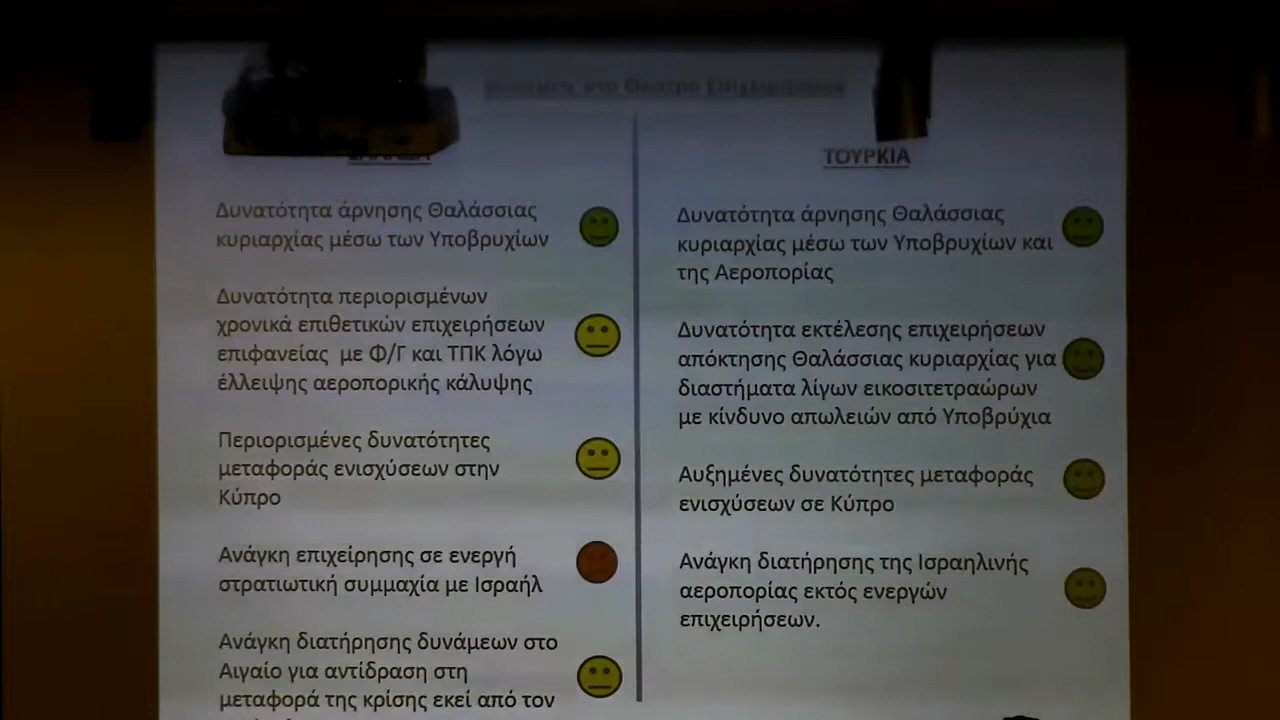 Θέατρο Επιχειρήσεων
Δυνατότητα άρνησης Θαλάσσιας
κυριαρχίας μέσω των Υποβρυχίων
Δυνατότητα περιορισμένων
χρονικά επιθετικών επιχειρήσεων
επιφανείας με Φ/Γ και ΤΠΚ λόγω
έλλειψης αεροπορικής κάλυψης
Περιορισμένες δυνατότητες
μεταφοράς ενισχύσεων στην
Κύπρο
Ανάγκη επιχείρησης σε ενεργή
στρατιωτική συμμαχία με Ισραήλ
Ανάγκη διατήρησης δυνάμεων στο
Αιγαίο για αντίδραση στη
μεταφορά της κρίσης εκεί από τον
ΤΟΥΡΚΙΑ
Δυνατότητα άρνησης Θαλάσσιας
κυριαρχίας μέσω των Υποβρυχίων και
της Αεροπορίας
Δυνατότητα εκτέλεσης επιχειρήσεων
απόκτησης Θαλάσσιας κυριαρχίας για
διαστήματα λίγων εικοσιτετραώρων
με κίνδυνο απωλειών από Υποβρύχια
Αυξημένες δυνατότητες μεταφοράς
ενισχύσεων σε Κύπρο
Ανάγκη διατήρησης της Ισραηλινής
αεροπορίας εκτός ενεργών
επιχειρήσεων.